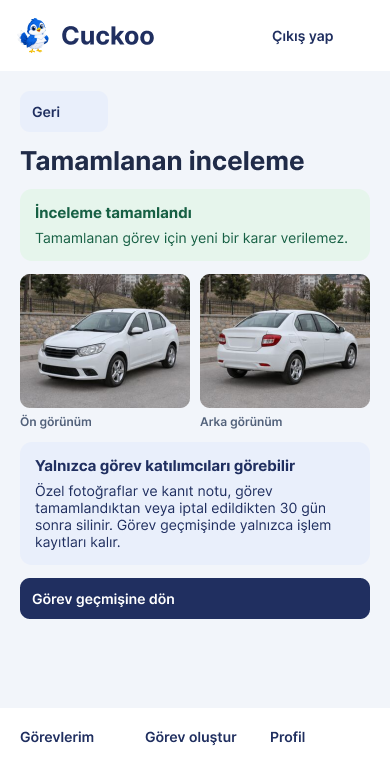 Cuckoo
Çıkış yap
Geri
Tamamlanan inceleme
İnceleme tamamlandı
Tamamlanan görev için yeni bir karar verilemez.
Ön görünüm
Arka görünüm
Yalnızca görev katılımcıları görebilir
Özel fotoğraflar ve kanıt notu, görev
tamamlandıktan veya iptal edildikten 30 gün
sonra silinir. Görev geçmişinde yalnızca işlem
kayıtları kalır.
Görev geçmişine dön
Görevlerim
Görev oluştur
Profil